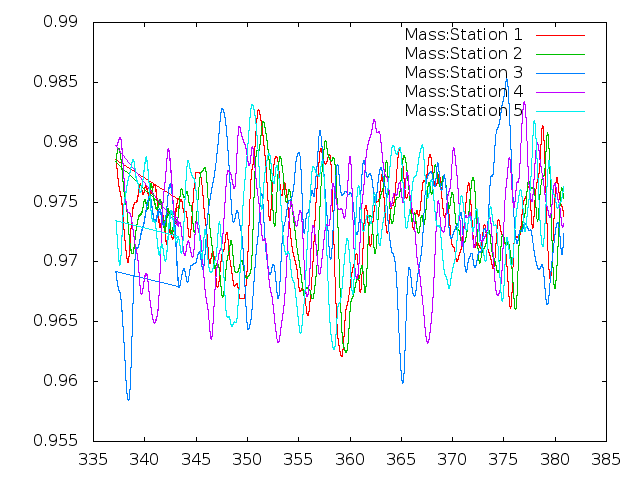 0.99
0.985
0.98
0.975
0.97
0.965
0.96
0.955
335 340 345 350 355 360 365 370 375 380 385
Mass:Station 1
Mass:Station 2
Mass:Station 3
Mass:Station 4
Mass:Station 5